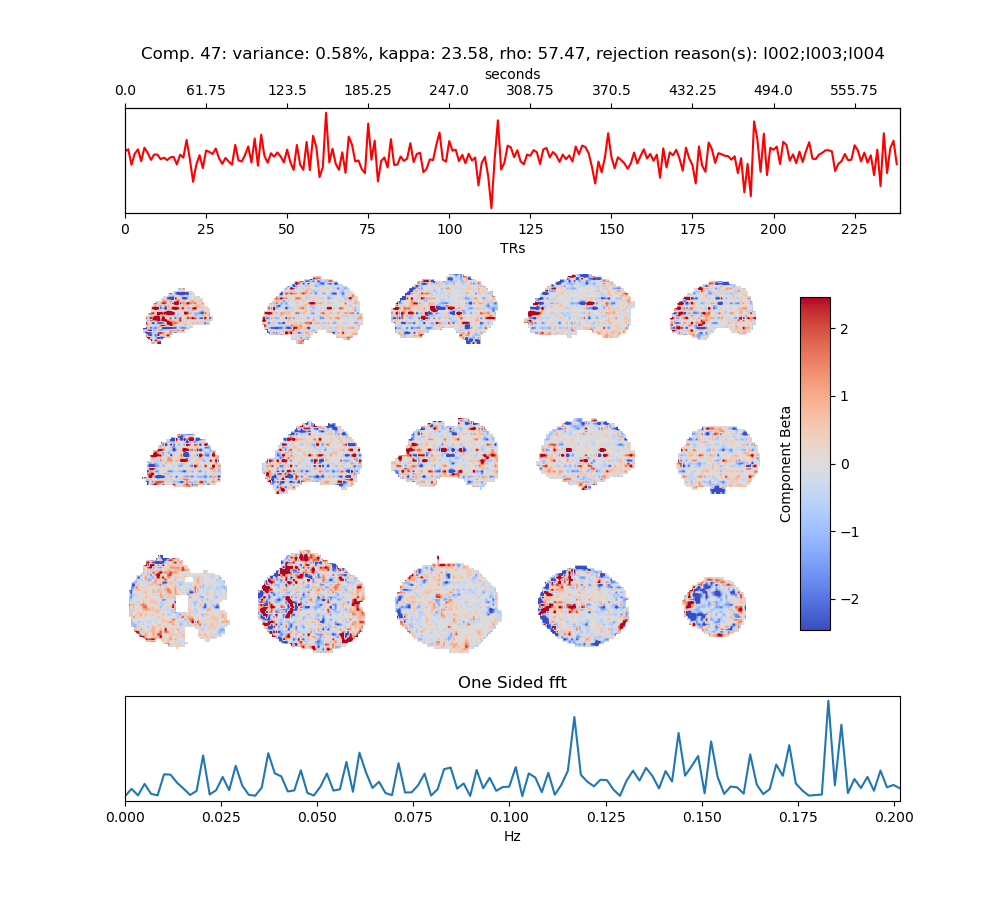 Comp. 47: variance: 0.58%, kappa: 23.58, rho: 57.47, rejection reason(s): I002;I003;I004
seconds
0.0 61.75 123.5 185.25 247.0 308.75 370.5 432.25 494.0 555.75
0 25 50 75 100 125 150 175 200 225
TRs
2
1
0
−1
−2
Component Beta
One Sided fft
0.000 0.025 0.050 0.075 0.100 0.125 0.150 0.175 0.200
Hz